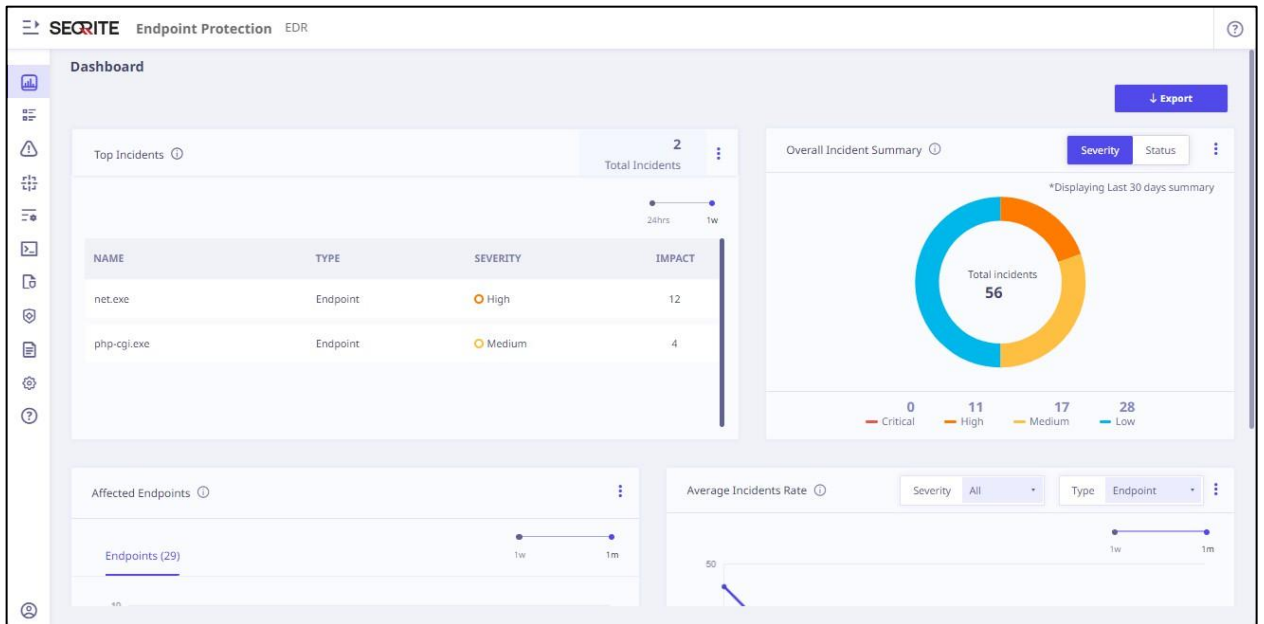 SEQRITE Endpoint Protection EDR
Dashboard
↓ Export
Top Incidents
2
Total Incidents
24hrs 1w
NAME TYPE SEVERITY IMPACT
net.exe Endpoint High 12
php-cgi.exe Endpoint Medium 4
Overall Incident Summary
Severity Status
*Displaying Last 30 days summary
Total incidents
56
0 11 17 28
Critical High Medium Low
Affected Endpoints
1w 1m
Endpoints (29)
Average Incidents Rate
Severity All Type Endpoint
1w 1m
50